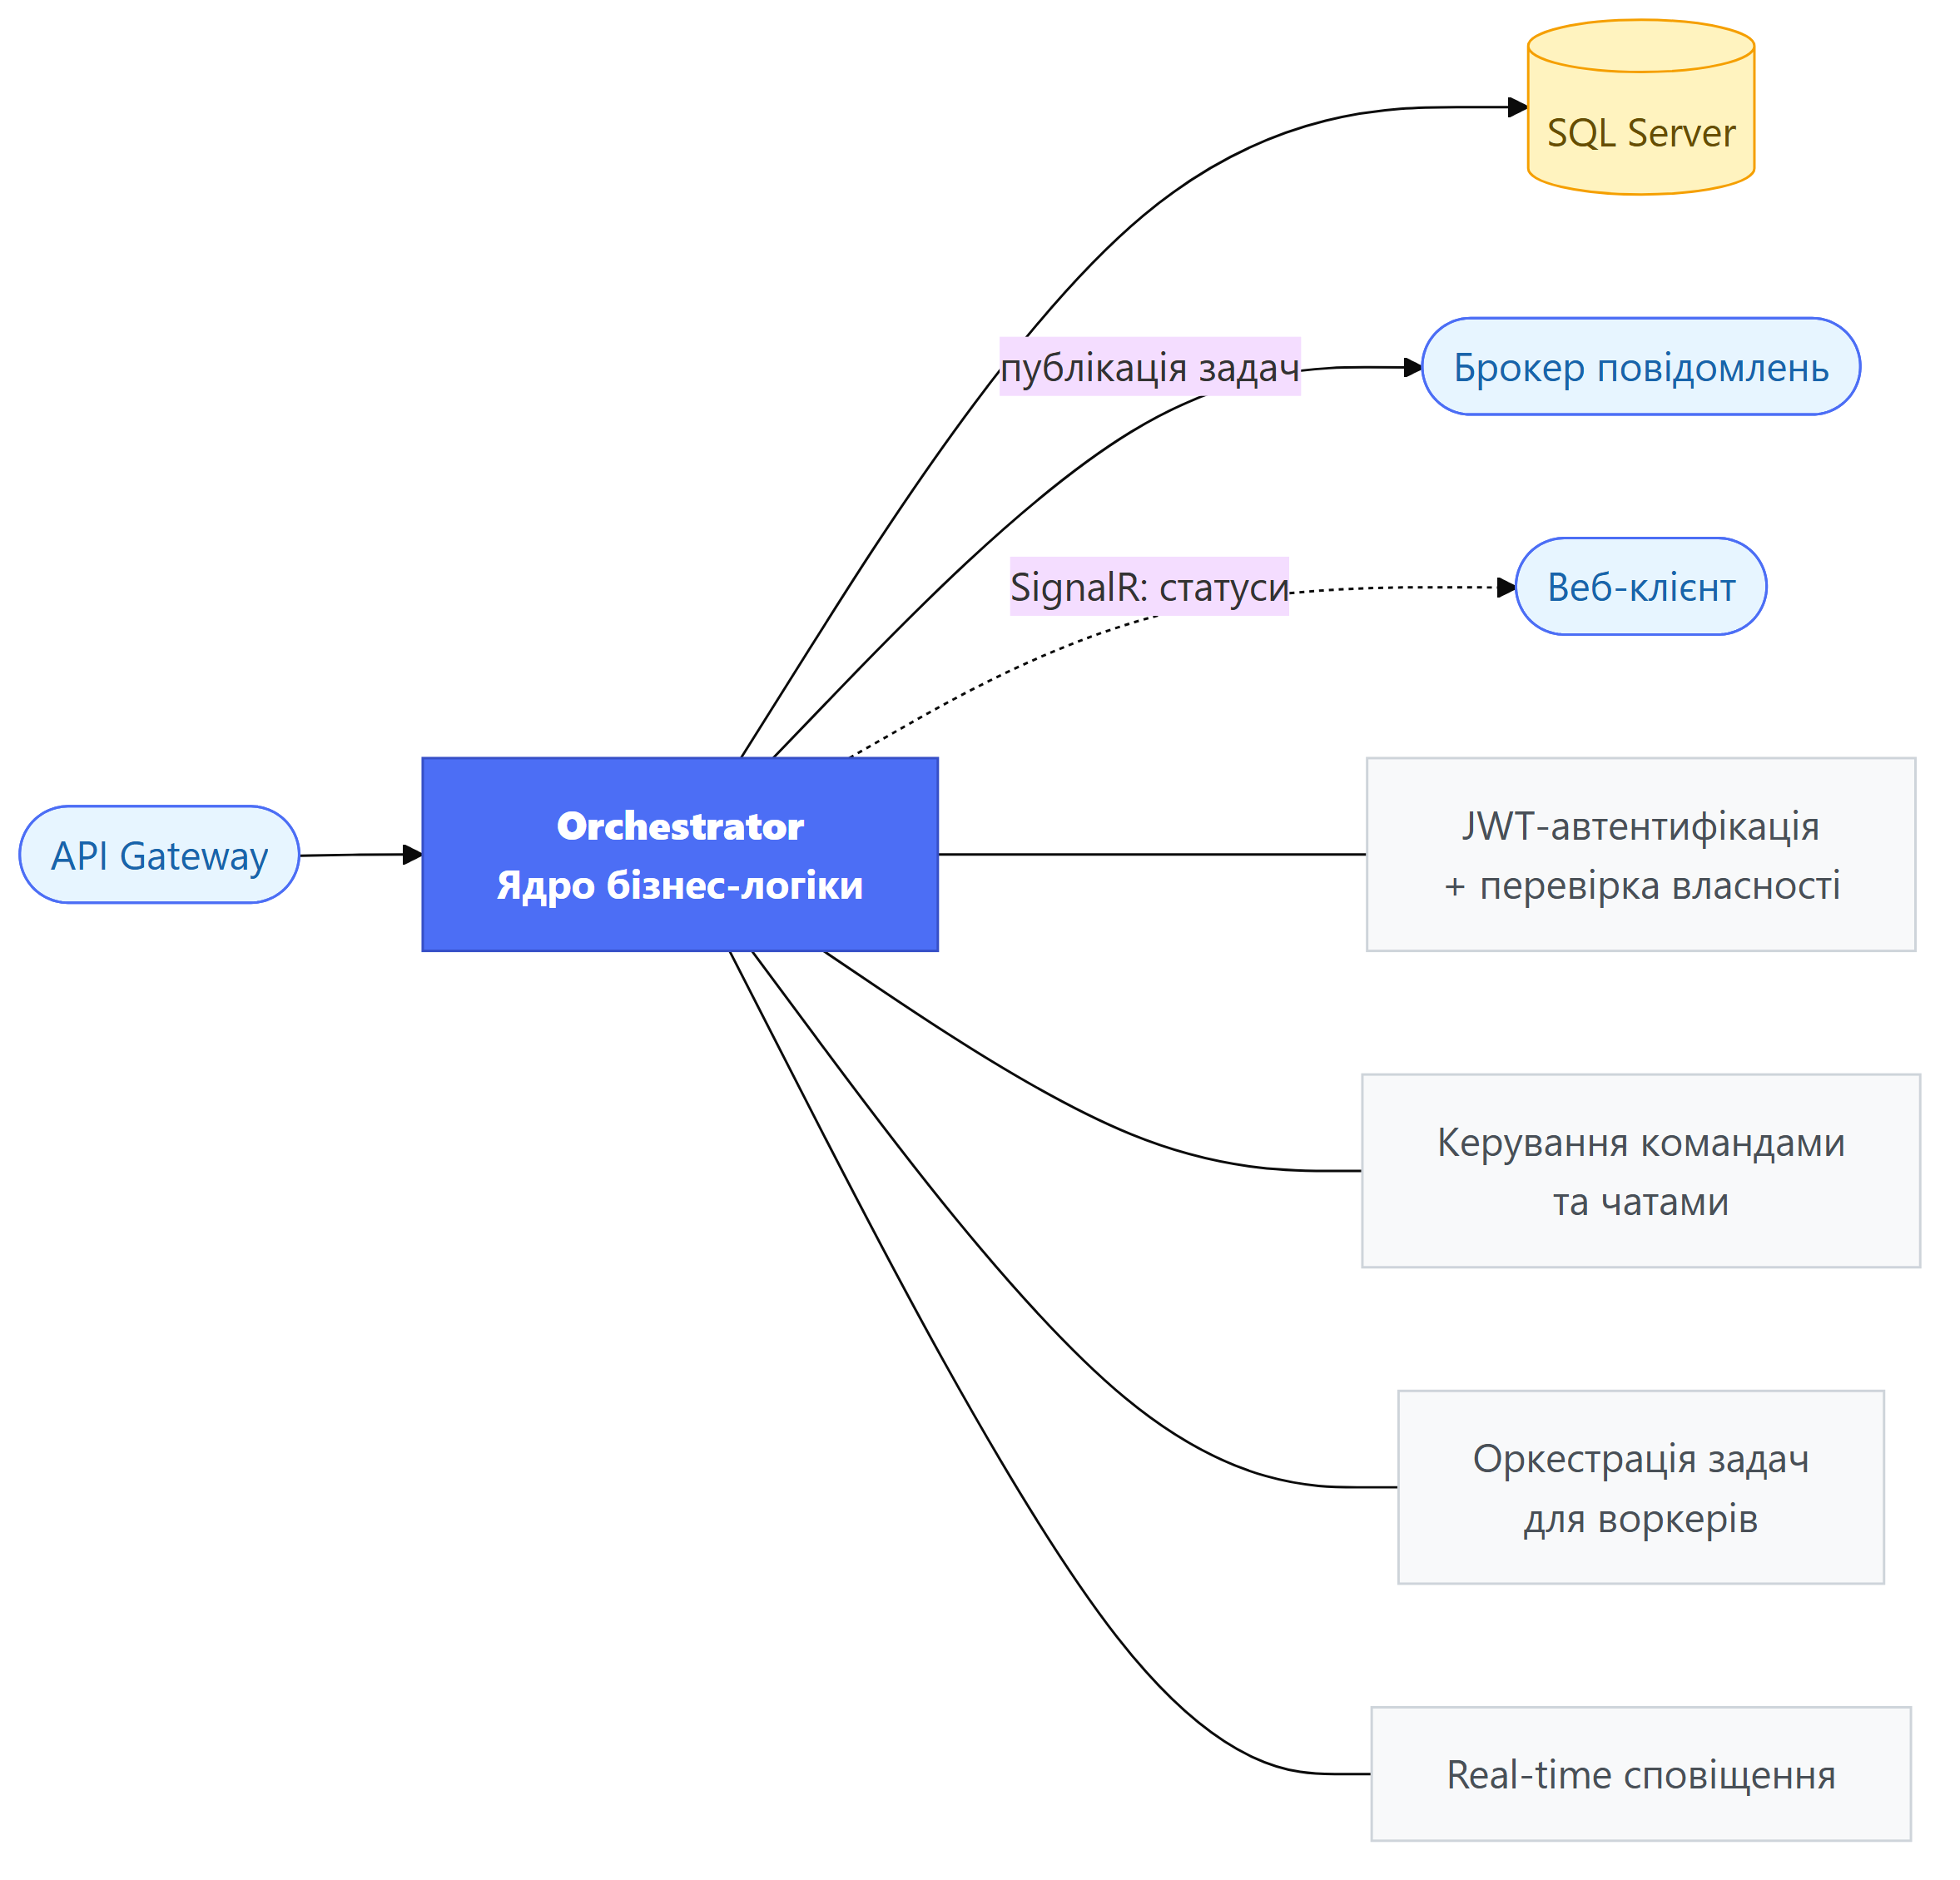 SQL Server
публікація задач
Брокер повідомлень
SignalR: статуси
Веб-клієнт
API Gateway
Orchestrator
Ядро бізнес-логіки
JWT-автентифікація
+ перевірка власності
Керування командами
та чатами
Оркестрація задач
для воркерів
Real-time сповіщення